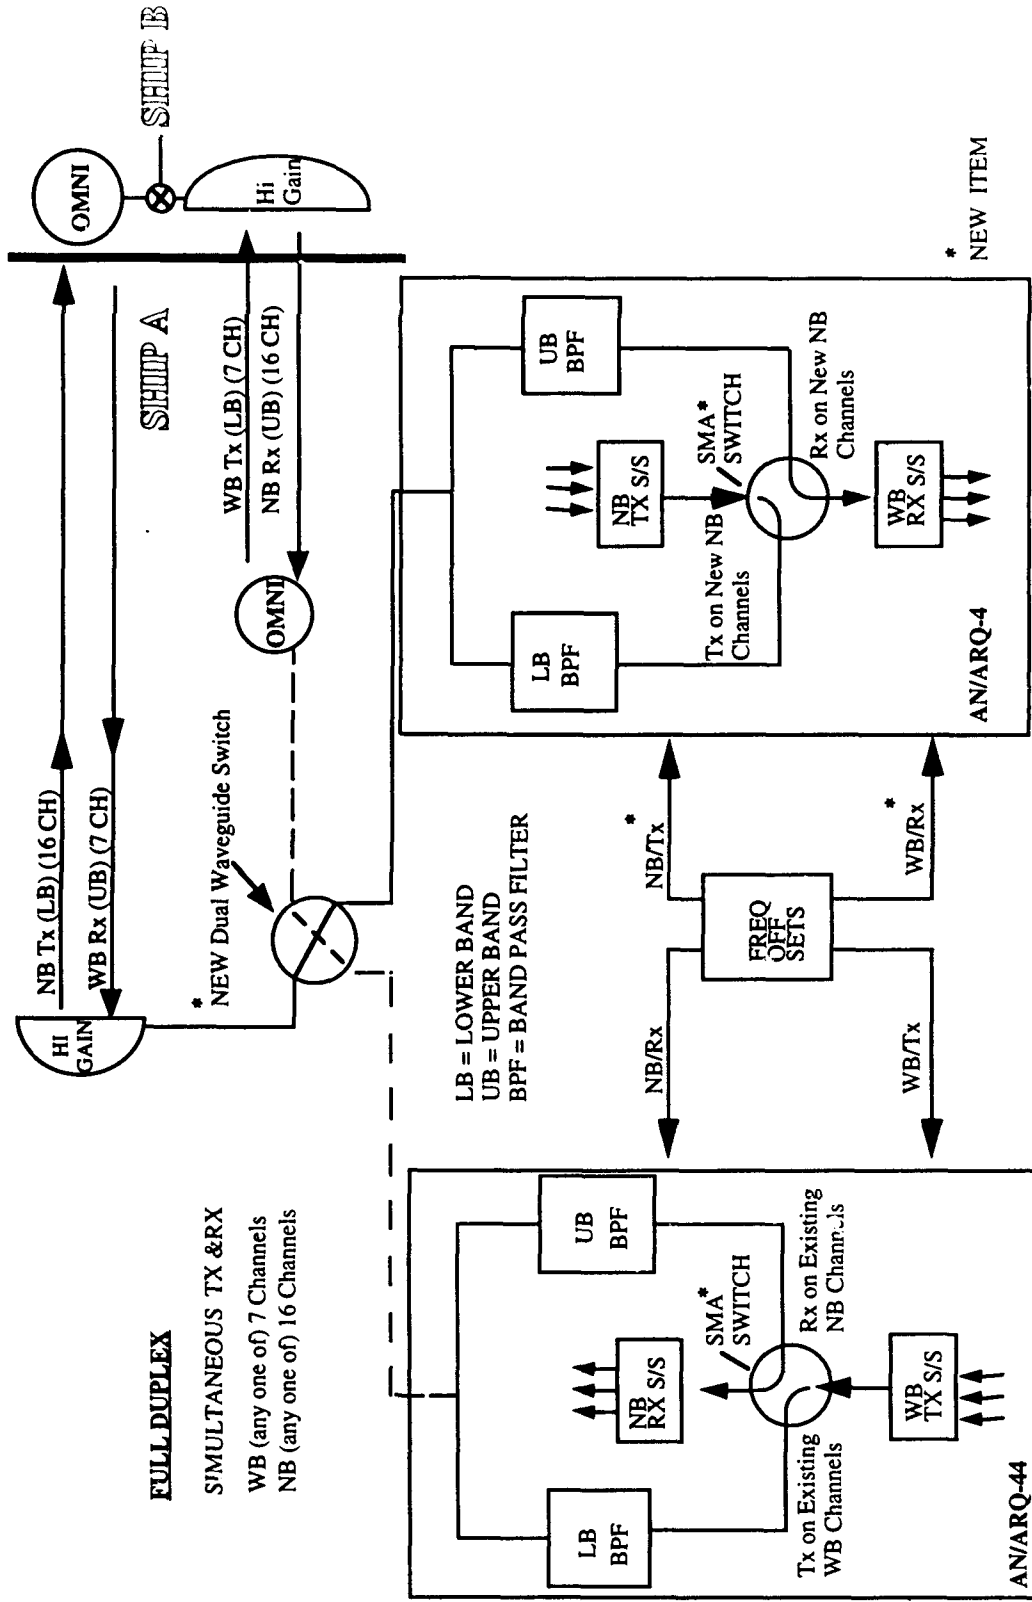 FULL DUPLEX
SIMULTANEOUS TX &RX
WB (any one of) 7 Channels
NB (any one of) 16 Channels
HI
GAIN
NB Tx (LB) (16 CH)
WB Rx (UB) (7 CH)
SHIP A
OMNI
SHIP B
Hi
Gain
* NEW Dual Waveguide Switch
OMNI
WB Tx (LB) (7 CH)
NB Rx (UB) (16 CH)
LB = LOWER BAND
UB = UPPER BAND
BPF = BAND PASS FILTER
LB
BPF
UB
BPF
NB
RX S/S
SMA*
SWITCH
Tx on Existing
WB Channels
Rx on Existing
NB Channels
WB
TX S/S
AN/ARQ-44
NB/Rx
NB/Tx *
FREQ
OFF
SETS
WB/Tx
WB/Rx *
LB
BPF
UB
BPF
NB
TX S/S
SMA*
SWITCH
Tx on New NB
Channels
Rx on New NB
Channels
WB
RX S/S
AN/ARQ-4
* NEW ITEM